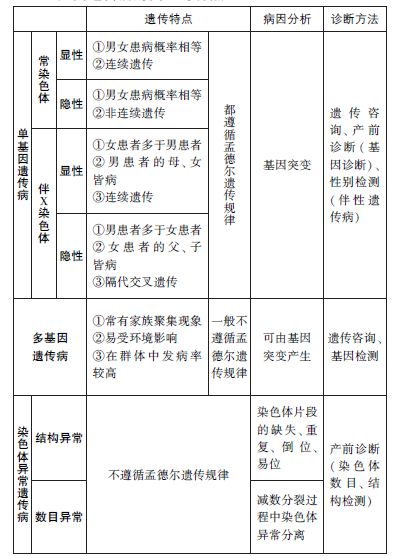 遗传特点
病因分析
诊断方法
单基因遗传病
常染色体
显性
①男女患病概率相等
②连续遗传
隐性
①男女患病概率相等
②非连续遗传
伴X染色体
显性
①女患者多于男患者
②男患者的母、女
皆病
③连续遗传
隐性
①男患者多于女患者
②女患者的父、子
皆病
③隔代交叉遗传
都遵循孟德尔遗传规律
基因突变
遗传咨
询、产前
诊断(基
因诊断)、
性别检测
(伴性遗
传病)
多基因
遗传病
①常有家族聚集现象
②易受环境影响
③在群体中发病率
较高
一般不
遵循孟
德尔遗
传规律
可由基因
突变产生
遗传咨询、
基因检测
染色体异常遗传病
结构异常
不遵循孟德尔遗传规律
染色体片段
的缺失、重
复、倒位、
易位
产前诊断
(染色体
数目、结
构检测)
数目异常
减数分裂过
程中染色体
异常分离